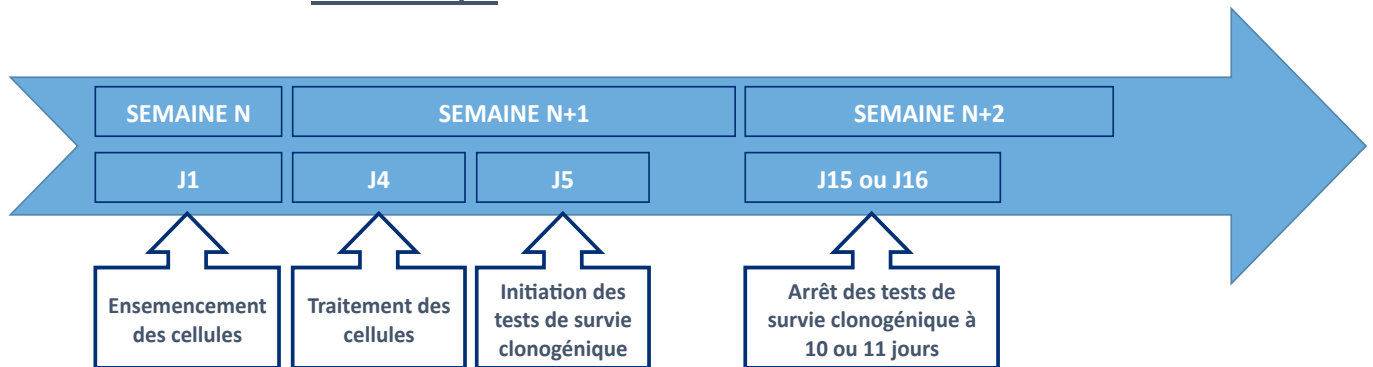 SEMAINE N
SEMAINE N+1
SEMAINE N+2
J1
J4
J5
J15 ou J16
Ensemencement
des cellules
Traitement des
cellules
Initiation des
tests de survie
clonogénique
Arrêt des tests de
survie clonogénique à
10 ou 11 jours